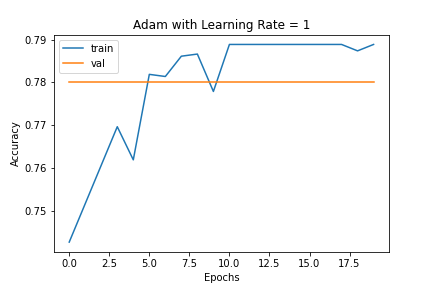 Adam with Learning Rate = 1
0.79
0.78
0.77
0.76
0.75
Accuracy
train
val
0.0 2.5 5.0 7.5 10.0 12.5 15.0 17.5
Epochs